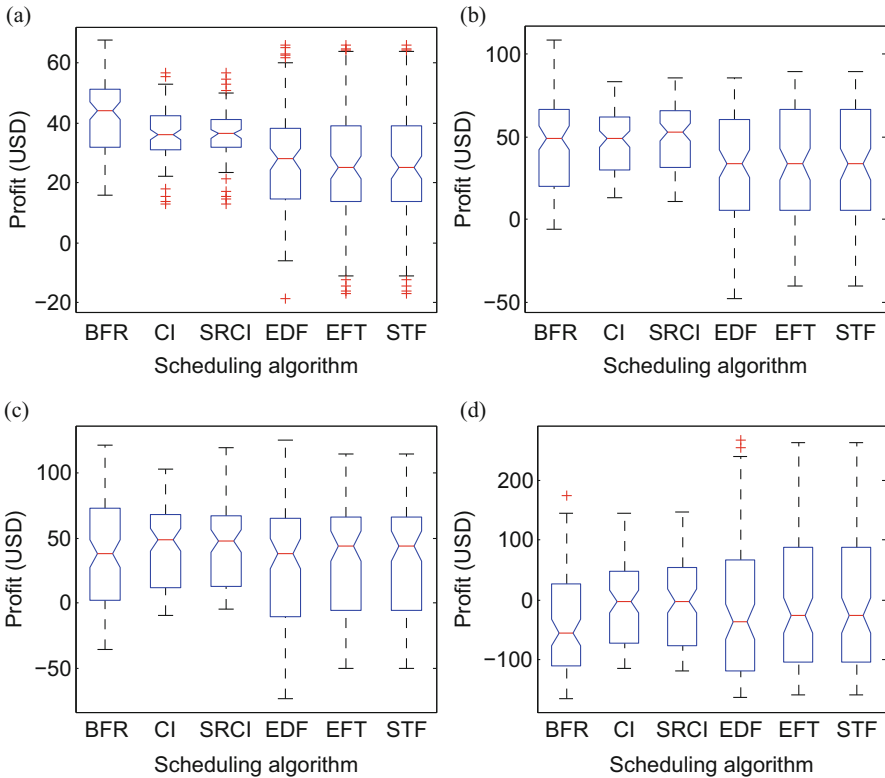 (a)
60
40
20
0
−20
Profit (USD)
BFR CI SRCI EDF EFT STF
Scheduling algorithm
(b)
100
50
0
−50
Profit (USD)
BFR CI SRCI EDF EFT STF
Scheduling algorithm
(c)
100
50
0
−50
Profit (USD)
BFR CI SRCI EDF EFT STF
Scheduling algorithm
(d)
200
100
0
−100
Profit (USD)
BFR CI SRCI EDF EFT STF
Scheduling algorithm